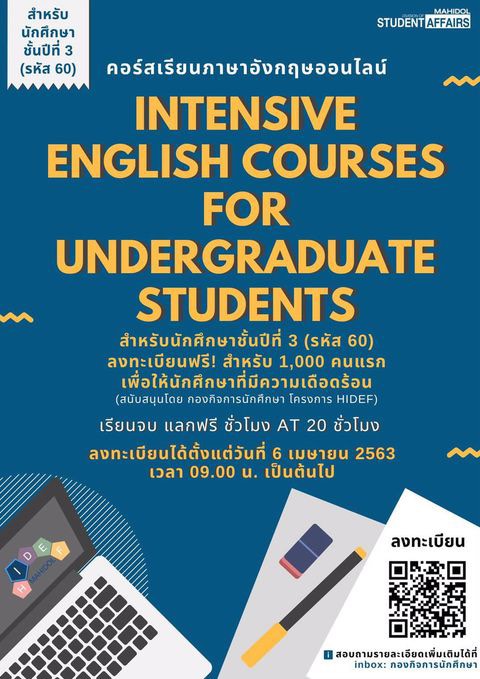 สำหรับ
นักศึกษา
ชั้นปีที่ 3
(รหัส 60)
DIVISION OF MAHIDOL
STUDENT AFFAIRS
คอร์สเรียนภาษาอังกฤษออนไลน์
INTENSIVE
ENGLISH COURSES
FOR
UNDERGRADUATE
STUDENTS
สำหรับนักศึกษาชั้นปีที่ 3 (รหัส 60)
ลงทะเบียนฟรี! สำหรับ 1,000 คนแรก
เพื่อให้นักศึกษาที่มีความเดือดร้อน
(สนับสนุนโดย กองกิจการนักศึกษา โครงการ HIDEF)
เรียนจบ แลกฟรี ชั่วโมง AT 20 ชั่วโมง
ลงทะเบียนได้ตั้งแต่วันที่ 6 เมษายน 2563
เวลา 09.00 น. เป็นต้นไป
HIDEF
MAHIDOL
ลงทะเบียน
สอบถามรายละเอียดเพิ่มเติมได้ที่
inbox: กองกิจการนักศึกษา